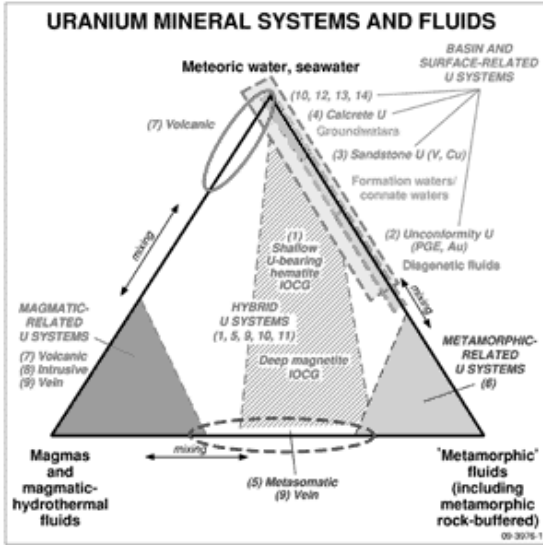 URANIUM MINERAL SYSTEMS AND FLUIDS
Meteoric water, seawater
BASIN AND
SURFACE-RELATED
U SYSTEMS
(10, 12, 13, 14)
(4) Calcrete U
Groundwaters
(7) Volcanic
(3) Sandstone U (V, Cu)
Formation waters/
connate waters
(2) Unconformity U
(PGE, Au)
Diagenetic fluids
(1)
Shallow
U-bearing
hematite
IOCG
mixing
mixing
MAGMATIC-
RELATED
U SYSTEMS
(7) Volcanic
(8) Intrusive
(9) Vein
HYBRID
U SYSTEMS
(1, 5, 9, 10, 11)
Deep magnetite
IOCG
METAMORPHIC-
RELATED
U SYSTEMS
(6)
Magmas
and
magmatic-
hydrothermal
fluids
mixing
(5) Metasomatic
(9) Vein
'Metamorphic'
fluids
(including
metamorphic
rock-buffered)
09-3976-1